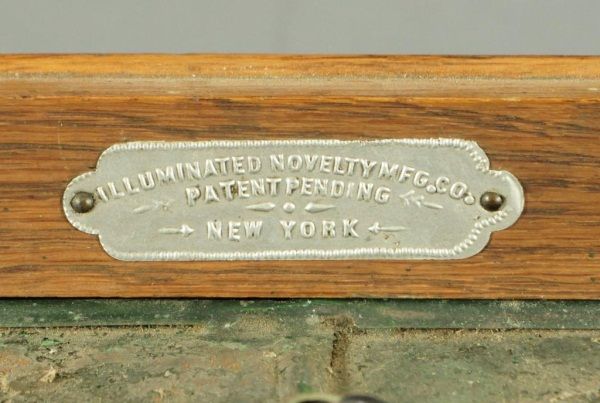 ILLUMINATED NOVELTY MFG.CO.
PATENT PENDING
NEW YORK